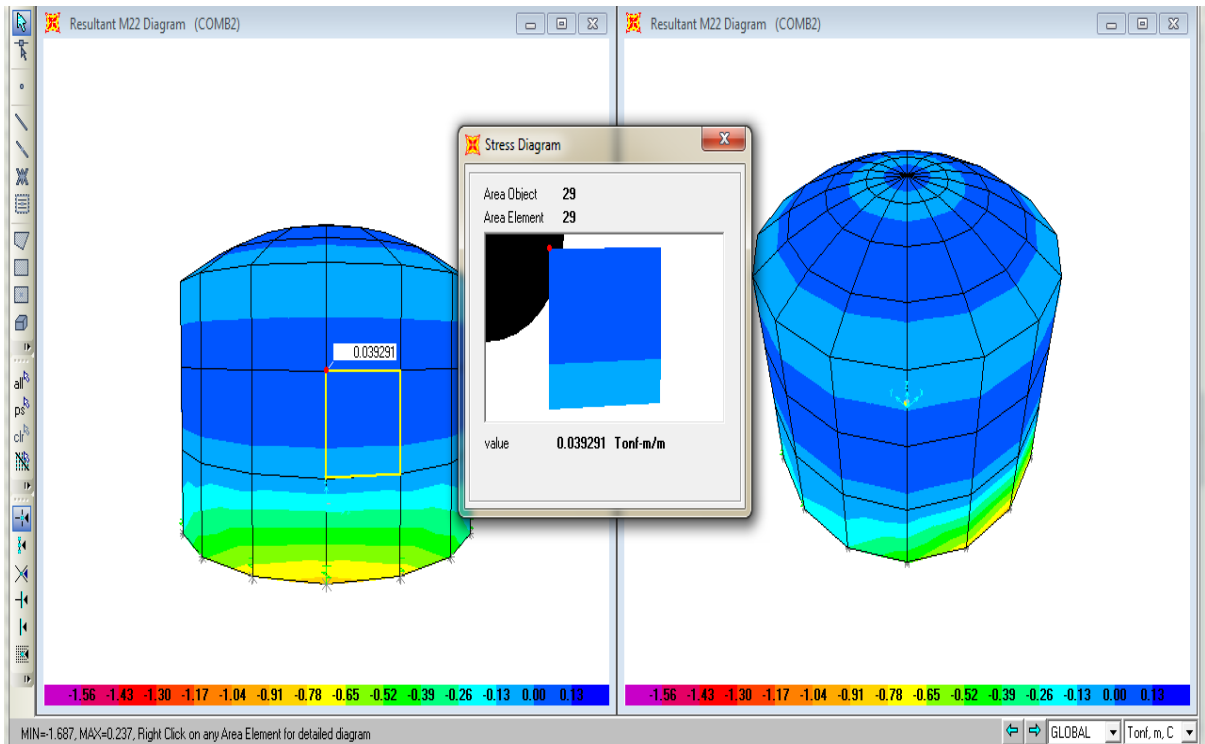 Resultant M22 Diagram (COMB2)
Resultant M22 Diagram (COMB2)
Stress Diagram
Area Object 29
Area Element 29
value 0.039291 Tonf-m/m
0.039291
all
ps
clr
-1.56 -1.43 -1.30 -1.17 -1.04 -0.91 -0.78 -0.65 -0.52 -0.39 -0.26 -0.13 0.00 0.13
-1.56 -1.43 -1.30 -1.17 -1.04 -0.91 -0.78 -0.65 -0.52 -0.39 -0.26 -0.13 0.00 0.13
MIN=-1.687, MAX=0.237, Right Click on any Area Element for detailed diagram
GLOBAL
Tonf, m, C